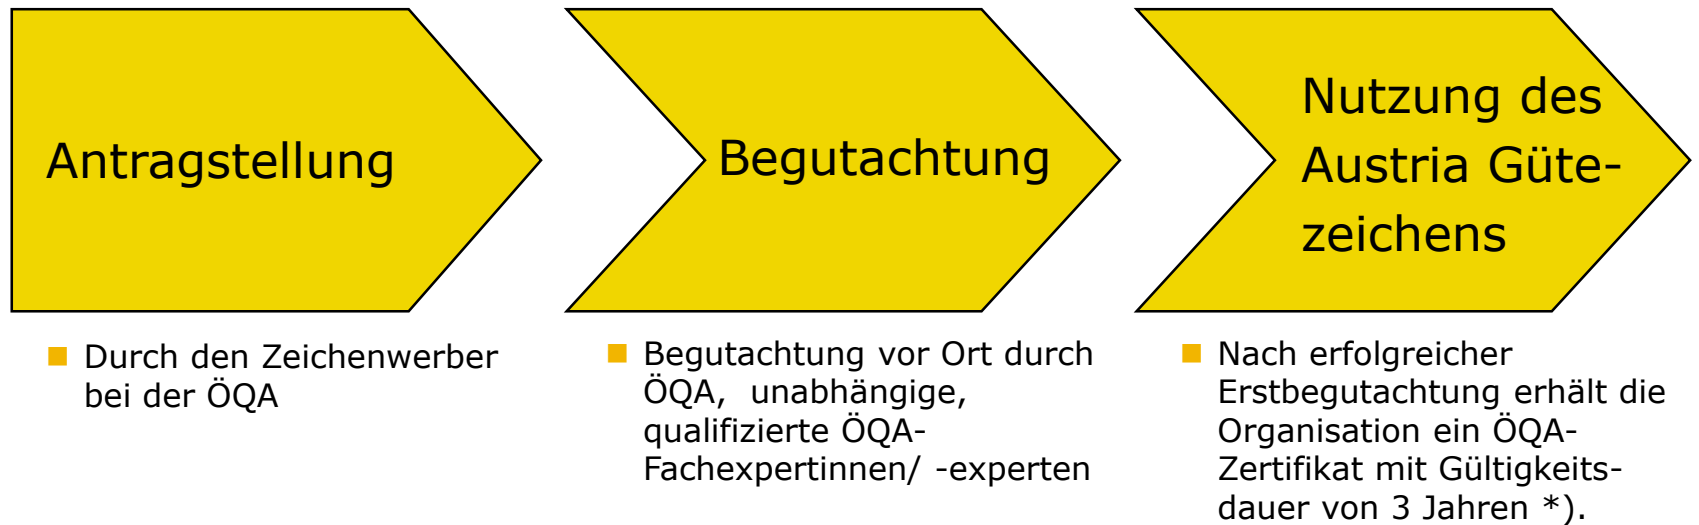 Antragstellung
Begutachtung
Nutzung des
Austria Güte-
zeichens
Durch den Zeichenwerber
bei der ÖQA
Begutachtung vor Ort durch
ÖQA,  unabhängige,
qualifizierte ÖQA-
Fachexpertinnen/ -experten
Nach erfolgreicher
Erstbegutachtung erhält die
Organisation ein ÖQA-
Zertifikat mit Gültigkeits-
dauer von 3 Jahren *).